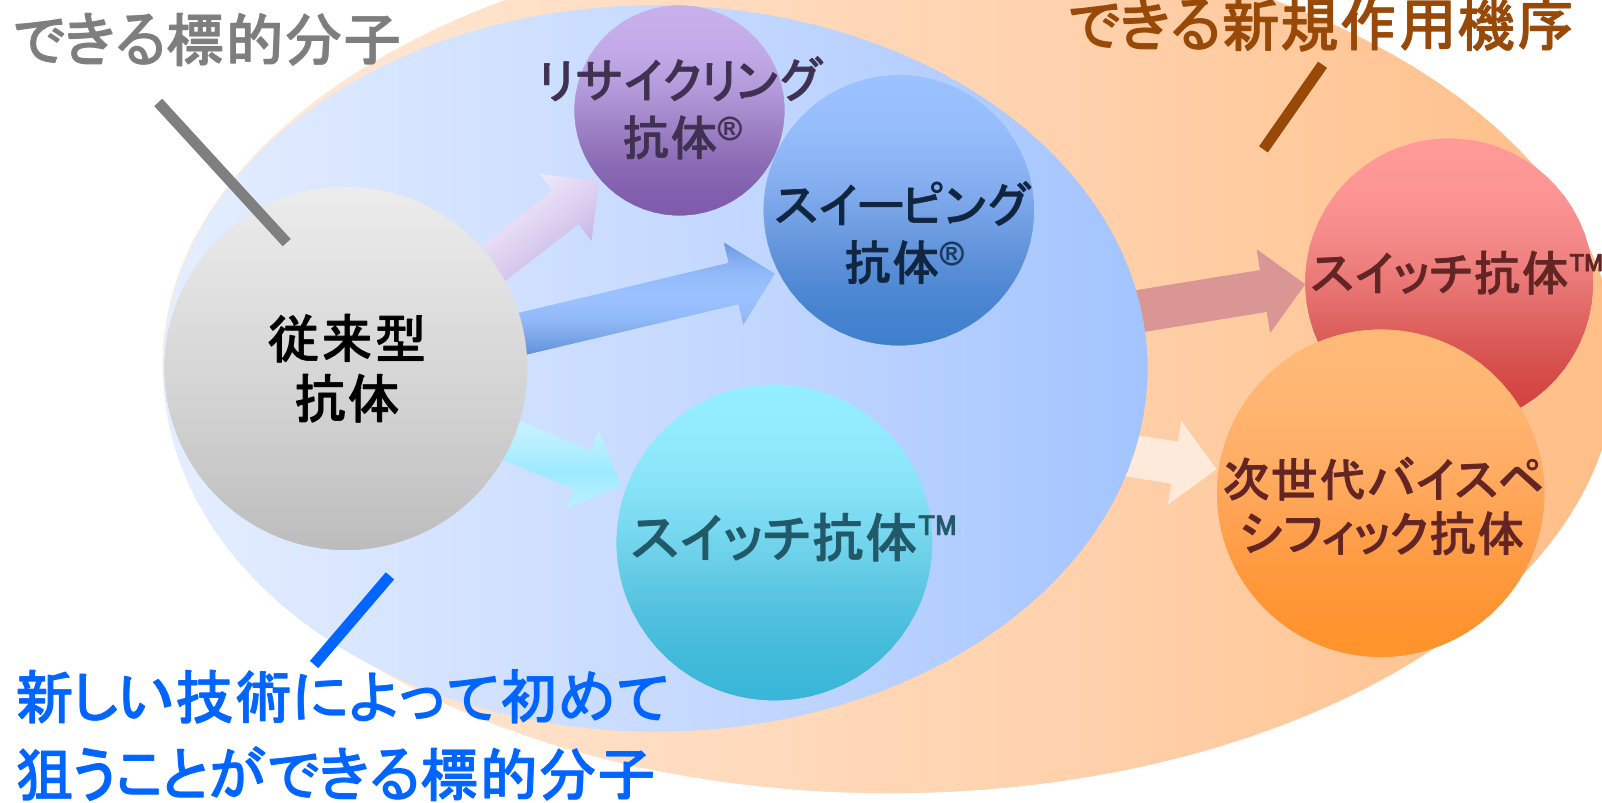 できる標的分子
できる新規作用機序
リサイクリング
抗体®
スイーピング
抗体®
スイッチ抗体™
従来型
抗体
次世代バイスペ
シフィック抗体
スイッチ抗体™
新しい技術によって初めて
狙うことができる標的分子